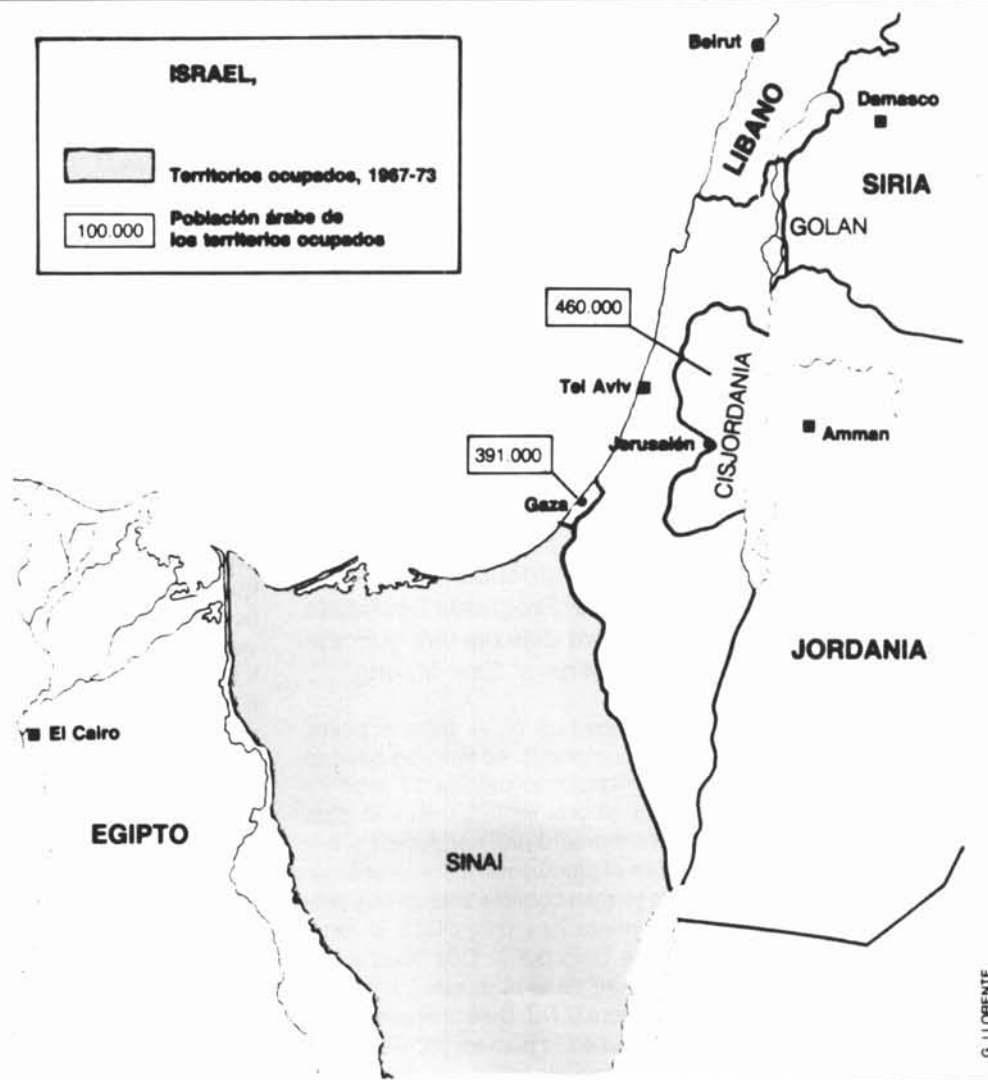 ISRAEL,
Territorios ocupados, 1967-73
100.000
Población árabe de
los territorios ocupados
Beirut
LIBANO
Damasco
SIRIA
GOLAN
460.000
Tel Aviv
CISJORDANIA
Jerusalén
Amman
391.000
Gaza
JORDANIA
El Cairo
EGIPTO
SINAI
G. LLORENTE